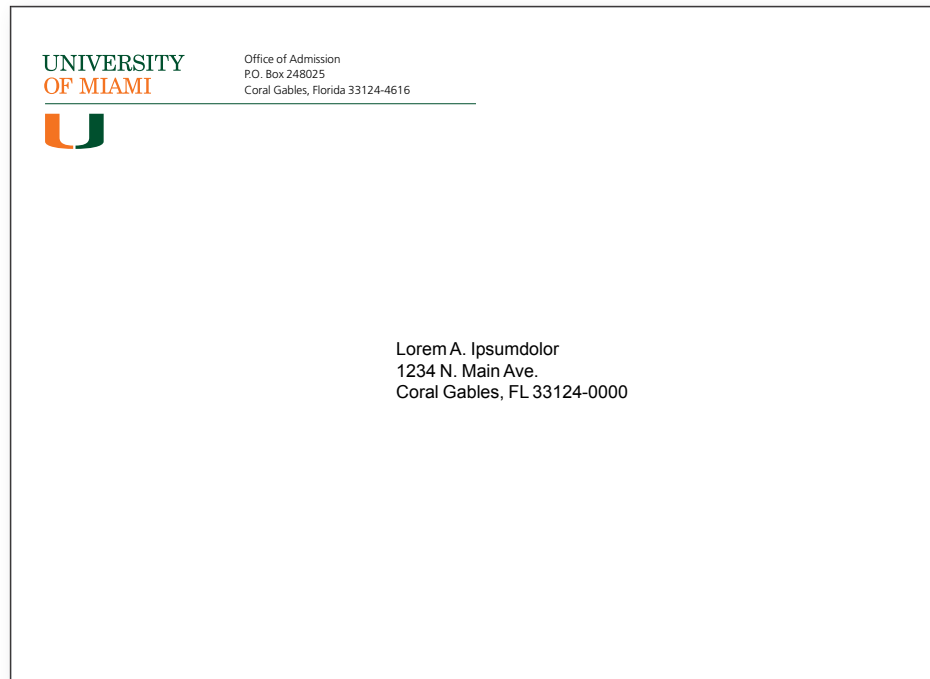 UNIVERSITY
OF MIAMI
Office of Admission
P.O. Box 248025
Coral Gables, Florida 33124-4616
U
Lorem A. Ipsumdolor
1234 N. Main Ave.
Coral Gables, FL 33124-0000